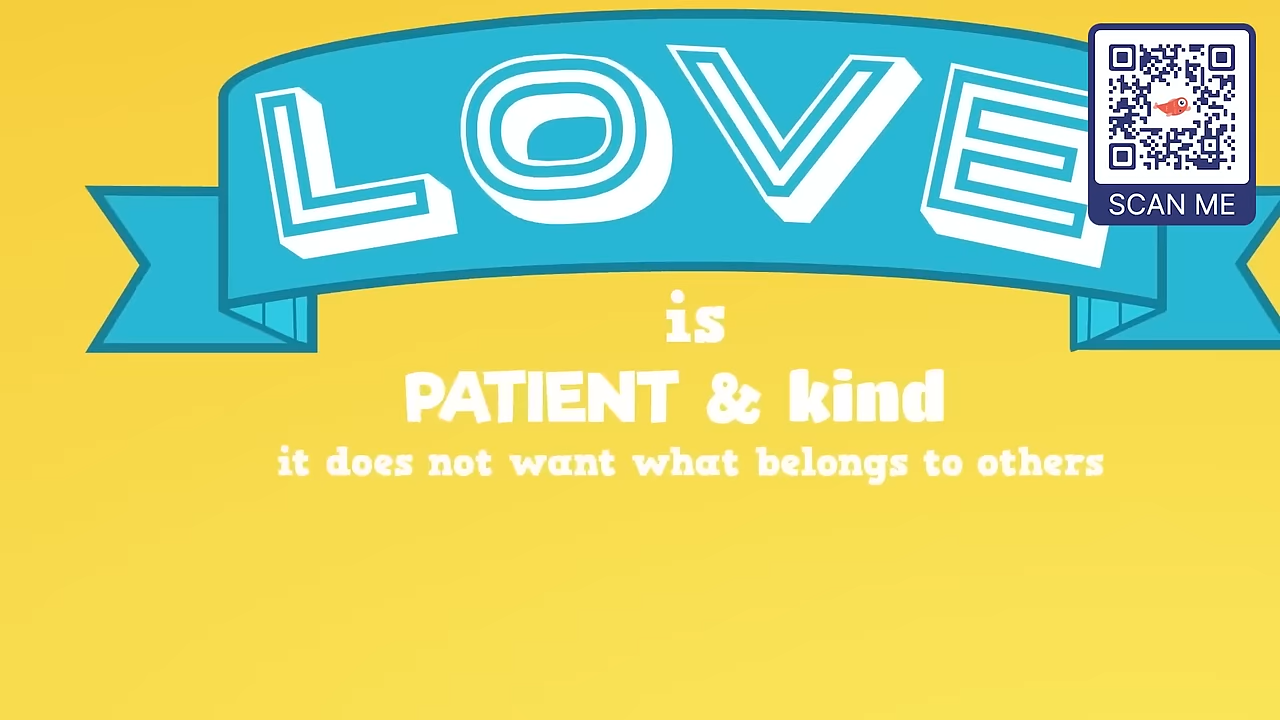 LOVE
SCAN ME
is
PATIENT & kind
it does not want what belongs to others